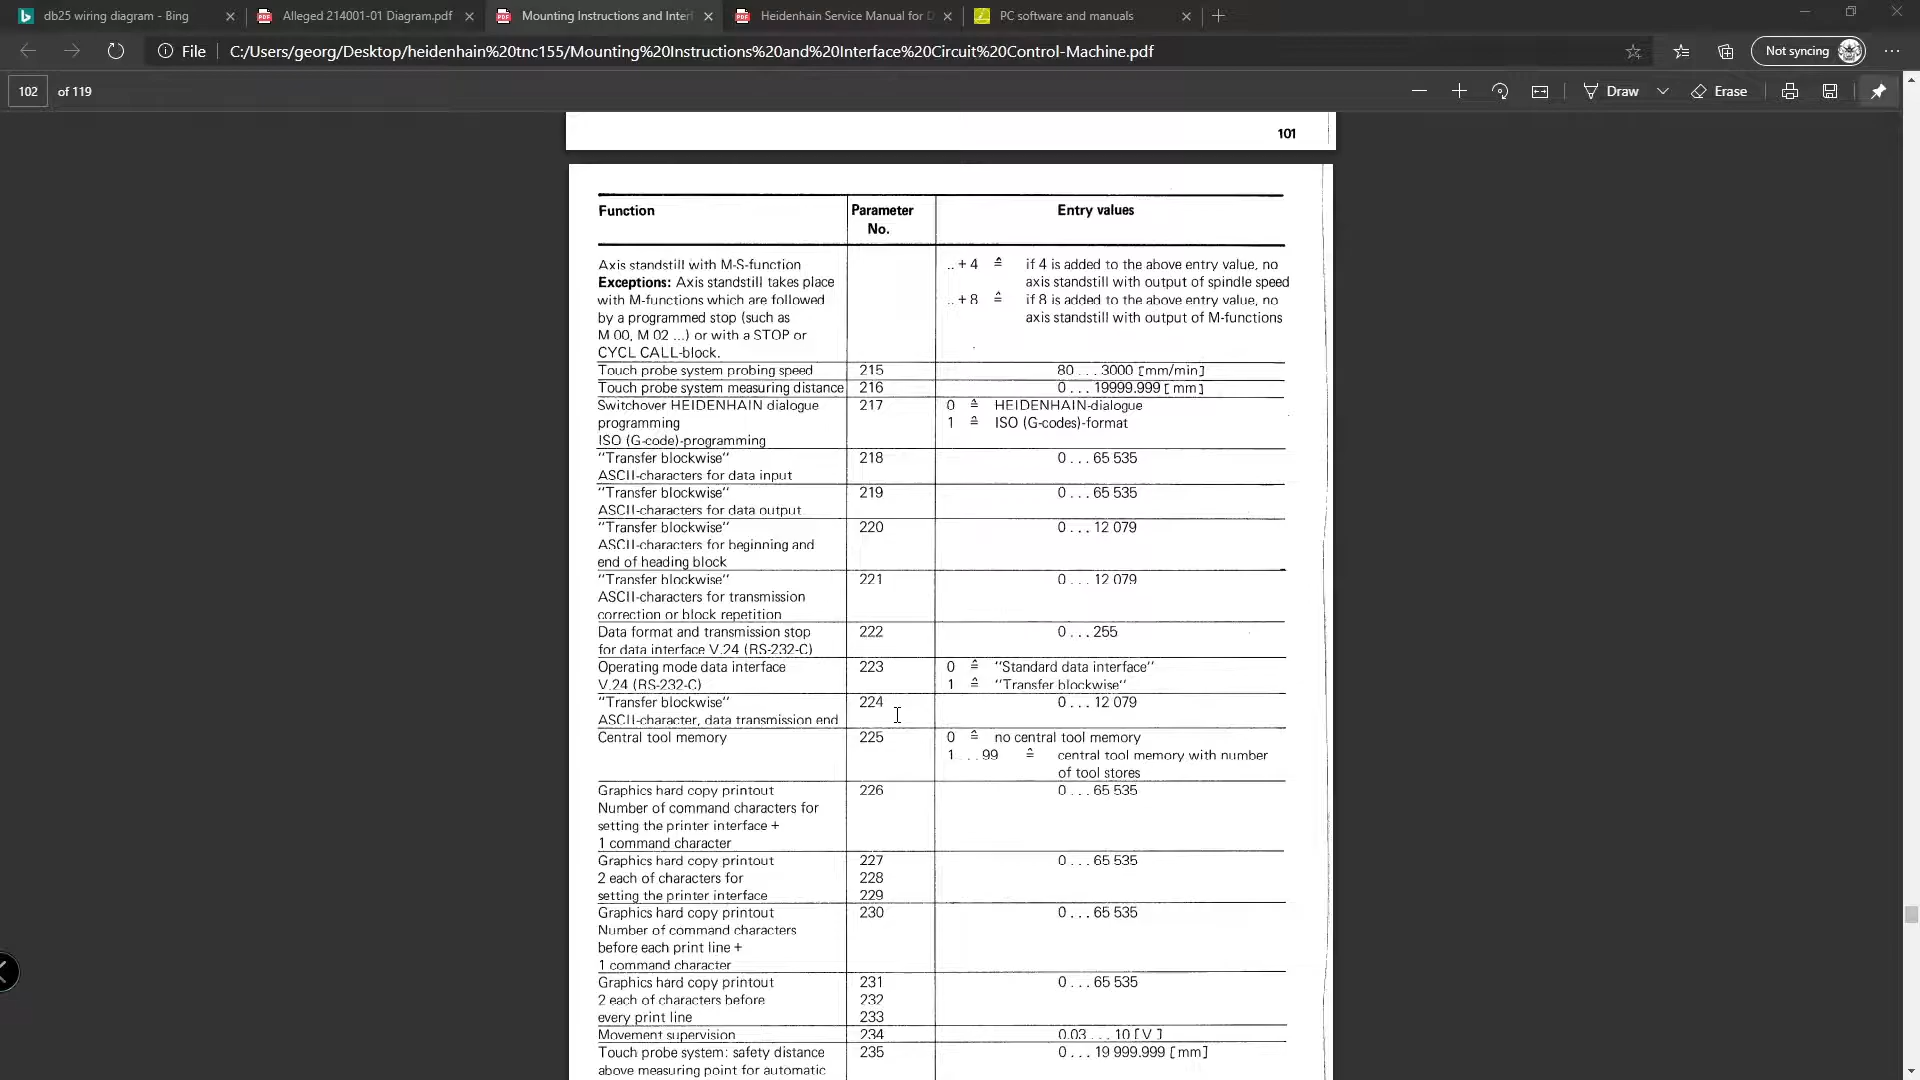 db25 wiring diagram - Bing
Alleged 214001-01 Diagram.pdf
Mounting Instructions and Interf
Heidenhain Service Manual for D
PC software and manuals
File C:/Users/georg/Desktop/heidenhain%20tnc155/Mounting%20Instructions%20and%20Interface%20Circuit%20Control-Machine.pdf
Not syncing
102 of 119
Draw
Erase
101
Function Parameter Entry values
No.
Axis standstill with M-S-function .. + 4 ≙ if 4 is added to the above entry value, no
Exceptions: Axis standstill takes place axis standstill with output of spindle speed
with M-functions which are followed .. + 8 ≙ if 8 is added to the above entry value, no
by a programmed stop (such as axis standstill with output of M-functions
M 00, M 02 ...) or with a STOP or
CYCL CALL-block.
Touch probe system probing speed 215 80 . . . 3000 [mm/min]
Touch probe system measuring distance 216 0 . . . 19999.999 [mm]
Switchover HEIDENHAIN dialogue 217 0 ≙ HEIDENHAIN-dialogue
programming 1 ≙ ISO (G-codes)-format
ISO (G-code)-programming
"Transfer blockwise" 218 0 . . . 65 535
ASCII-characters for data input
"Transfer blockwise" 219 0 . . . 65 535
ASCII-characters for data output
"Transfer blockwise" 220 0 . . . 12 079
ASCII-characters for beginning and
end of heading block
"Transfer blockwise" 221 0 . . . 12 079
ASCII-characters for transmission
correction or block repetition
Data format and transmission stop 222 0 . . . 255
for data interface V.24 (RS-232-C)
Operating mode data interface 223 0 ≙ "Standard data interface"
V.24 (RS-232-C) 1 ≙ "Transfer blockwise"
"Transfer blockwise" 224 0 . . . 12 079
ASCII-character, data transmission end
Central tool memory 225 0 ≙ no central tool memory
1 . . . 99 ≙ central tool memory with number
of tool stores
Graphics hard copy printout 226 0 . . . 65 535
Number of command characters for
setting the printer interface +
1 command character
Graphics hard copy printout 227 0 . . . 65 535
2 each of characters for 228
setting the printer interface 229
Graphics hard copy printout 230 0 . . . 65 535
Number of command characters
before each print line +
1 command character
Graphics hard copy printout 231 0 . . . 65 535
2 each of characters before 232
every print line 233
Movement supervision 234 0.03 . . . 10 [V]
Touch probe system: safety distance 235 0 . . . 19 999.999 [mm]
above measuring point for automatic